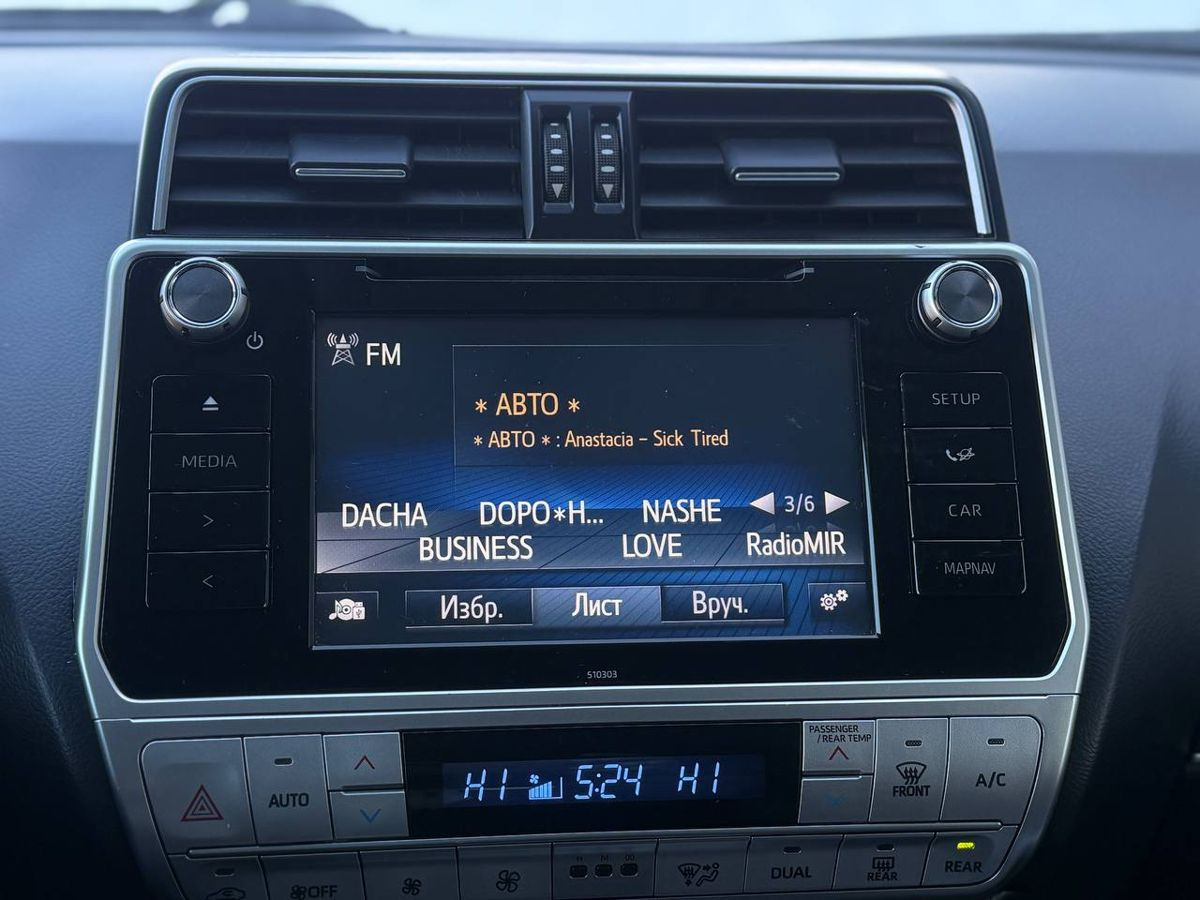 FM
* АВТО *
* АВТО * : Anastacia – Sick Tired
DACHA DOPO*H... NASHE 3/6
BUSINESS LOVE RadioMIR
Избр. Лист Вруч.
MEDIA
>
<
SETUP
CAR
MAPNAV
510303
HI 5:24 HI
AUTO
PASSENGER
/REAR TEMP
FRONT
A/C
OFF
H M 00
DUAL
REAR
REAR